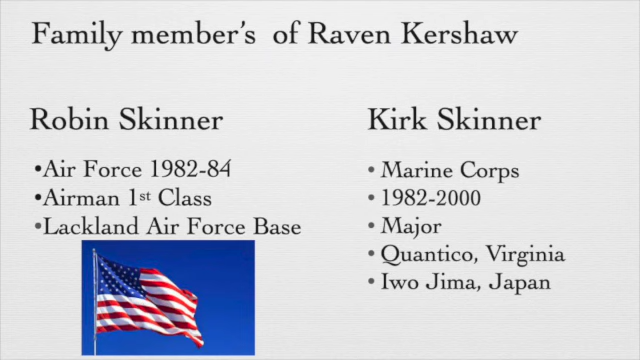 Family member's of Raven Kershaw
Robin Skinner
•Air Force 1982-84
•Airman 1st Class
•Lackland Air Force Base
Kirk Skinner
• Marine Corps
• 1982-2000
• Major
• Quantico, Virginia
• Iwo Jima, Japan